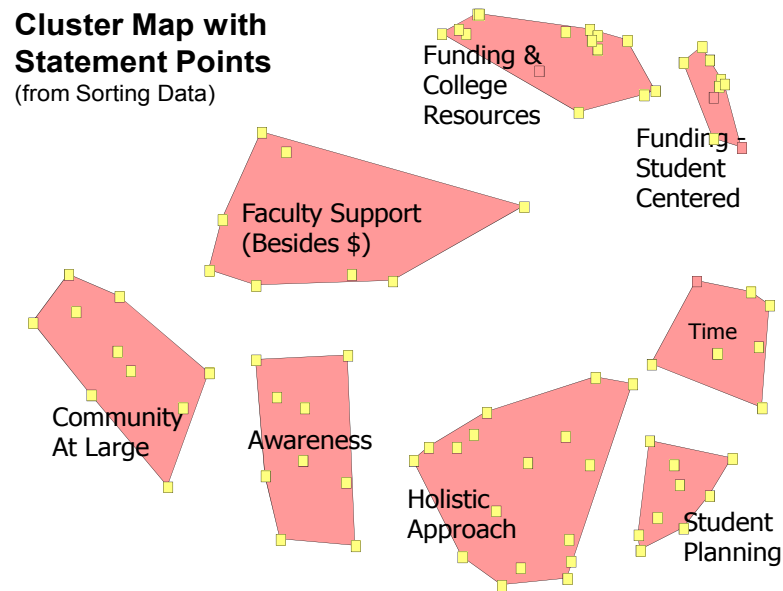 Cluster Map with
Statement Points
(from Sorting Data)
Funding &
College
Resources
Funding -
Student
Centered
Faculty Support
(Besides $)
Time
Community
At Large
Awareness
Holistic
Approach
Student
Planning